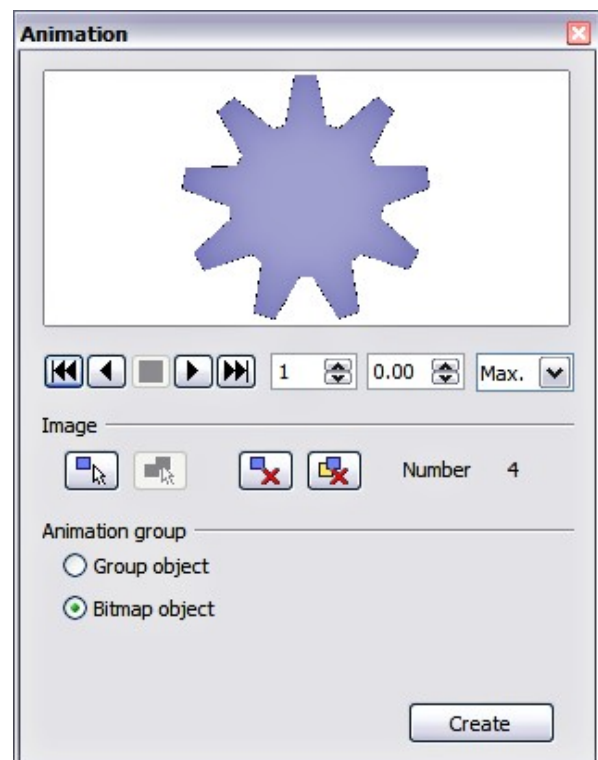 Animation
1 0.00 Max.
Image
Number 4
Animation group
Group object
Bitmap object
Create